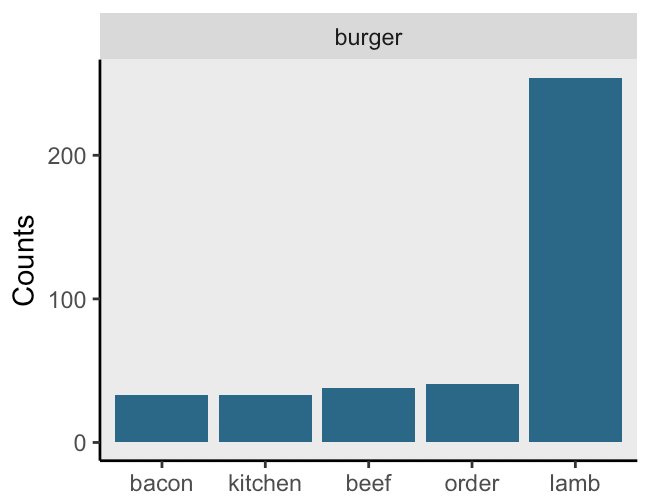 burger
Counts
200
100
0
bacon kitchen beef order lamb